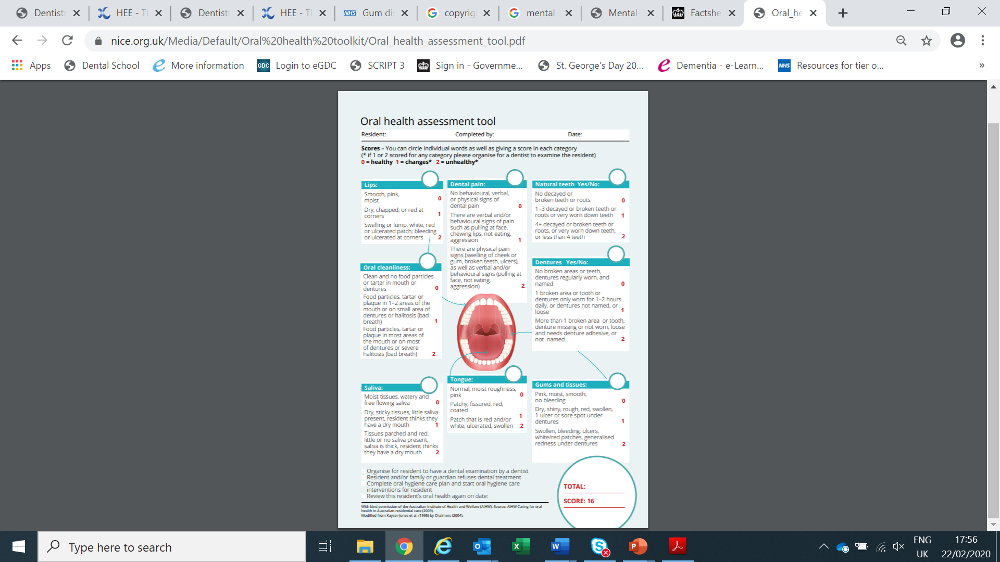 Dentistr
HEE - Th
Dentistr
HEE - Th
NHS Gum dis
copyrig
mental
Mental-
Factshe
Oral_he
nice.org.uk/Media/Default/Oral%20health%20toolkit/Oral_health_assessment_tool.pdf
Apps
Dental School
More information
GDC Login to eGDC
SCRIPT 3
Sign in - Governme...
St. George's Day 20...
Dementia - e-Learn...
NHS Resources for tier o...
»
Oral health assessment tool
Resident: Completed by: Date:
Scores – You can circle individual words as well as giving a score in each category
(* if 1 or 2 scored for any category please organise for a dentist to examine the resident)
0 = healthy 1 = changes* 2 = unhealthy*
Lips:
Smooth, pink,
moist 0
Dry, chapped, or red at
corners 1
Swelling or lump, white, red
or ulcerated patch; bleeding
or ulcerated at corners 2
Dental pain:
No behavioural, verbal,
or physical signs of
dental pain 0
There are verbal and/or
behavioural signs of pain
such as pulling at face,
chewing lips, not eating,
aggression 1
There are physical pain
signs (swelling of cheek or
gum, broken teeth, ulcers),
as well as verbal and/or
behavioural signs (pulling at
face, not eating,
aggression) 2
Natural teeth Yes/No:
No decayed or
broken teeth or roots 0
1–3 decayed or broken teeth or
roots or very worn down teeth 1
4+ decayed or broken teeth or
roots, or very worn down teeth,
or less than 4 teeth 2
Oral cleanliness:
Clean and no food particles
or tartar in mouth or
dentures 0
Food particles, tartar or
plaque in 1–2 areas of the
mouth or on small area of
dentures or halitosis (bad
breath) 1
Food particles, tartar or
plaque in most areas of
the mouth or on most
of dentures or severe
halitosis (bad breath) 2
Dentures Yes/No:
No broken areas or teeth,
dentures regularly worn, and
named 0
1 broken area or tooth or
dentures only worn for 1–2 hours
daily, or dentures not named, or
loose 1
More than 1 broken area or tooth,
denture missing or not worn, loose
and needs denture adhesive, or
not named 2
Saliva:
Moist tissues, watery and
free flowing saliva 0
Dry, sticky tissues, little saliva
present, resident thinks they
have a dry mouth 1
Tissues parched and red,
little or no saliva present,
saliva is thick, resident thinks
they have a dry mouth 2
Tongue:
Normal, moist roughness,
pink 0
Patchy, fissured, red,
coated 1
Patch that is red and/or
white, ulcerated, swollen 2
Gums and tissues:
Pink, moist, smooth,
no bleeding 0
Dry, shiny, rough, red, swollen,
1 ulcer or sore spot under
dentures 1
Swollen, bleeding, ulcers,
white/red patches, generalised
redness under dentures 2
Organise for resident to have a dental examination by a dentist
Resident and/or family or guardian refuses dental treatment
Complete oral hygiene care plan and start oral hygiene care
interventions for resident
Review this resident's oral health again on date:
TOTAL:
SCORE: 16
With kind permission of the Australian Institute of Health and Welfare (AIHW). Source: AIHW Caring for oral
health in Australian residential care (2009).
Modified from Kayser-Jones et al. (1995) by Chalmers (2004).
Type here to search
ENG
UK
17:56
22/02/2020